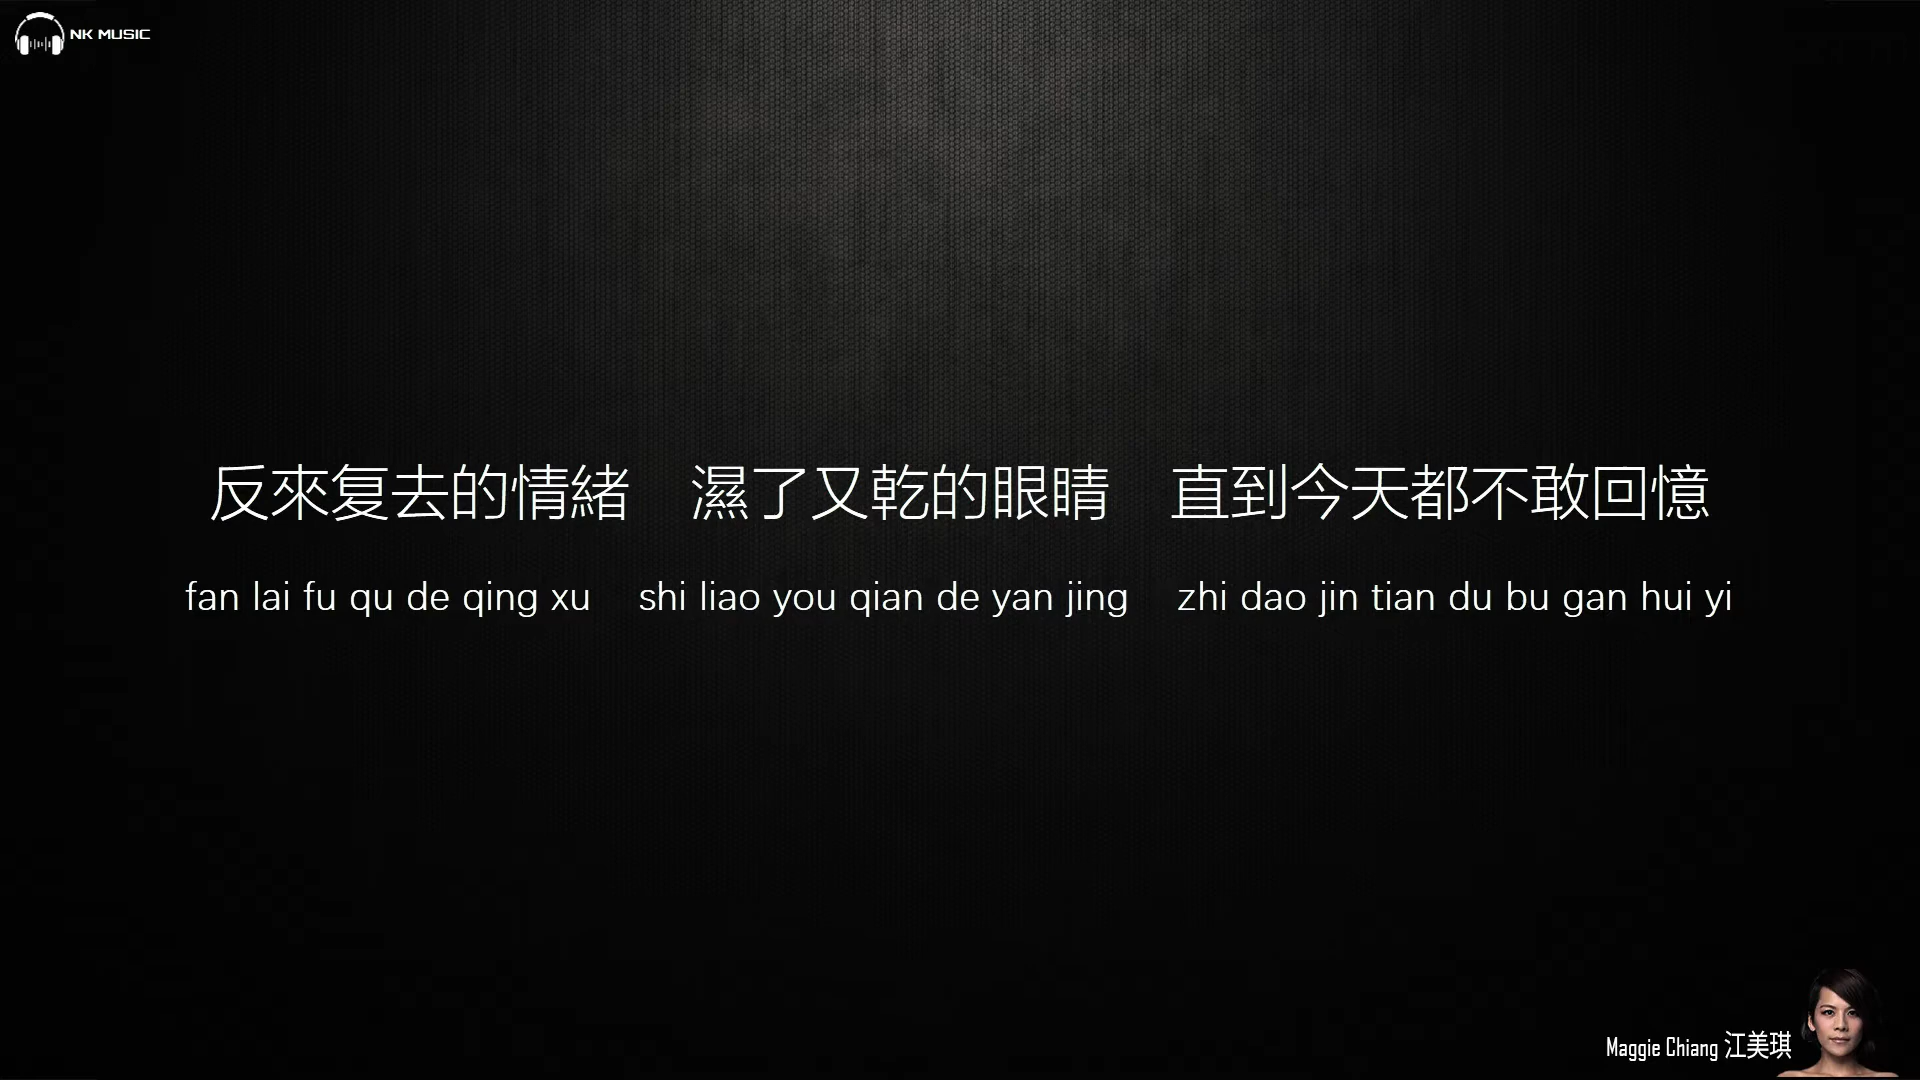 NK MUSIC
反來复去的情緒 濕了又乾的眼睛 直到今天都不敢回憶
fan lai fu qu de qing xu shi liao you qian de yan jing zhi dao jin tian du bu gan hui yi
Maggie Chiang 江美琪